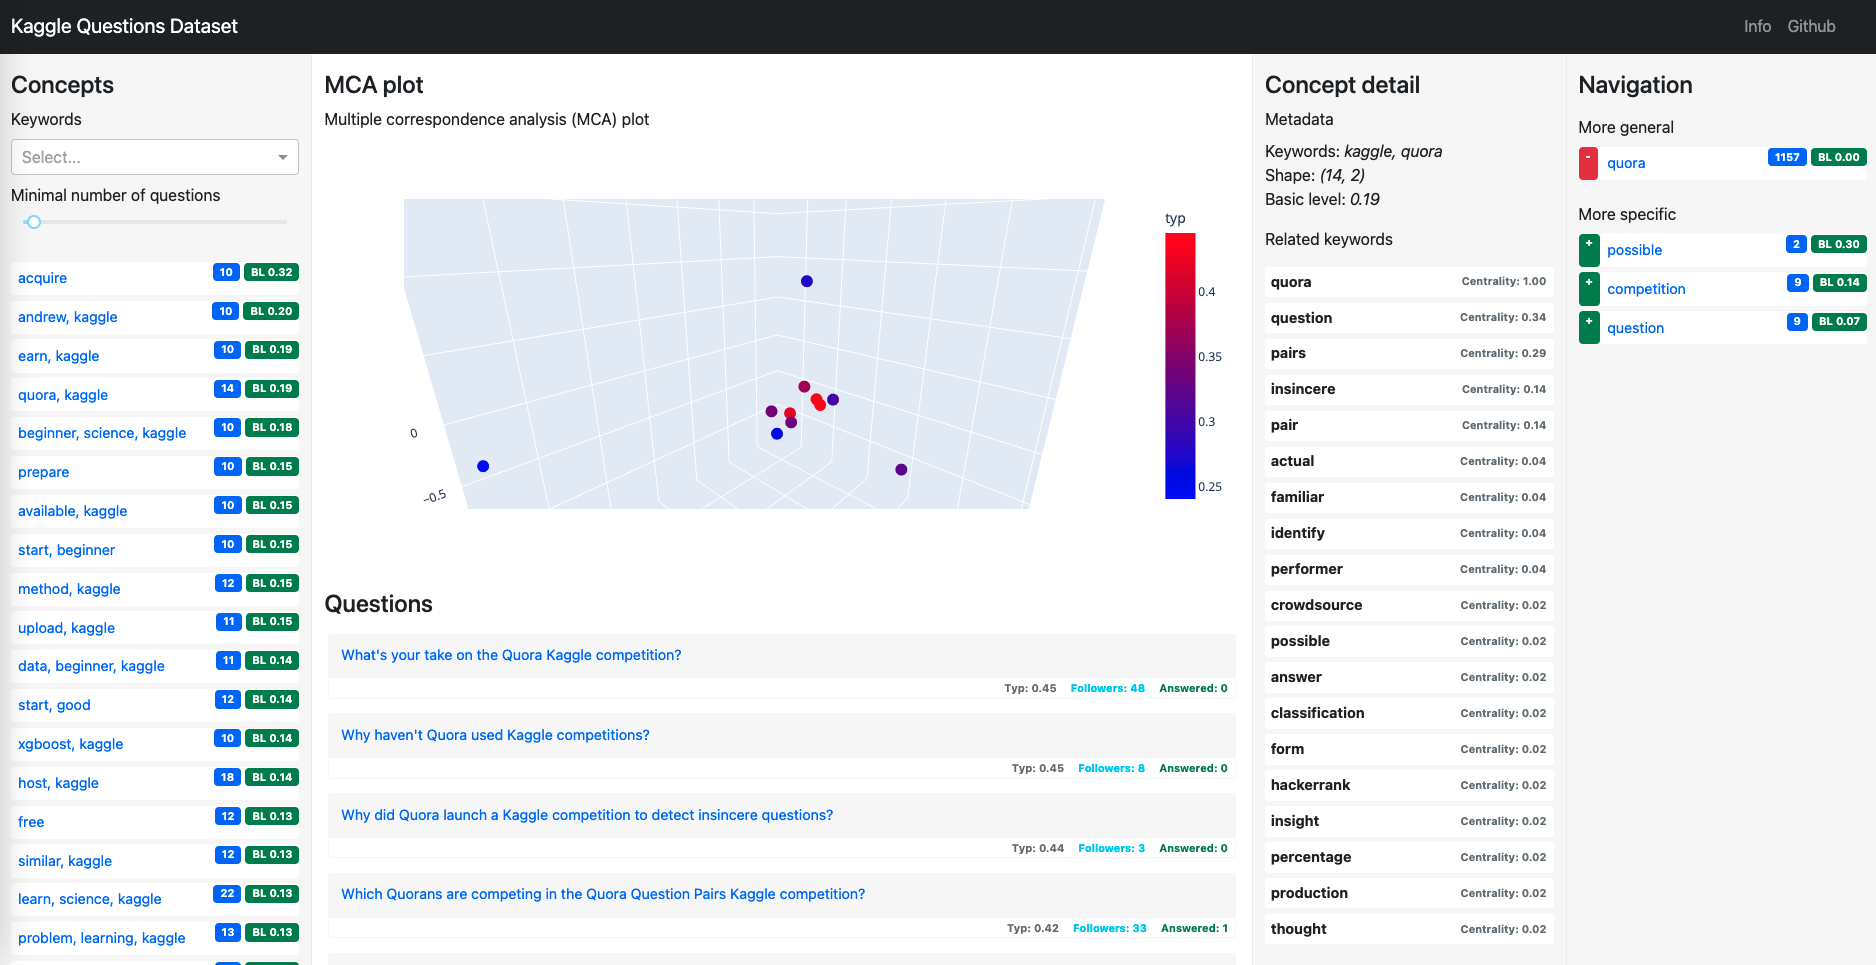 Kaggle Questions Dataset
Info Github
Concepts
Keywords
Select...
Minimal number of questions
acquire 10 BL 0.32
andrew, kaggle 10 BL 0.20
earn, kaggle 10 BL 0.19
quora, kaggle 14 BL 0.19
beginner, science, kaggle 10 BL 0.18
prepare 10 BL 0.15
available, kaggle 10 BL 0.15
start, beginner 10 BL 0.15
method, kaggle 12 BL 0.15
upload, kaggle 11 BL 0.15
data, beginner, kaggle 11 BL 0.14
start, good 12 BL 0.14
xgboost, kaggle 10 BL 0.14
host, kaggle 18 BL 0.14
free 12 BL 0.13
similar, kaggle 12 BL 0.13
learn, science, kaggle 22 BL 0.13
problem, learning, kaggle 13 BL 0.13
MCA plot
Multiple correspondence analysis (MCA) plot
0
−0.5
typ
0.4
0.35
0.3
0.25
Questions
What's your take on the Quora Kaggle competition?
Typ: 0.45 Followers: 48 Answered: 0
Why haven't Quora used Kaggle competitions?
Typ: 0.45 Followers: 8 Answered: 0
Why did Quora launch a Kaggle competition to detect insincere questions?
Typ: 0.44 Followers: 3 Answered: 0
Which Quorans are competing in the Quora Question Pairs Kaggle competition?
Typ: 0.42 Followers: 33 Answered: 1
Concept detail
Metadata
Keywords: kaggle, quora
Shape: (14, 2)
Basic level: 0.19
Related keywords
quora Centrality: 1.00
question Centrality: 0.34
pairs Centrality: 0.29
insincere Centrality: 0.14
pair Centrality: 0.14
actual Centrality: 0.04
familiar Centrality: 0.04
identify Centrality: 0.04
performer Centrality: 0.04
crowdsource Centrality: 0.02
possible Centrality: 0.02
answer Centrality: 0.02
classification Centrality: 0.02
form Centrality: 0.02
hackerrank Centrality: 0.02
insight Centrality: 0.02
percentage Centrality: 0.02
production Centrality: 0.02
thought Centrality: 0.02
Navigation
More general
- quora 1157 BL 0.00
More specific
+ possible 2 BL 0.30
+ competition 9 BL 0.14
+ question 9 BL 0.07